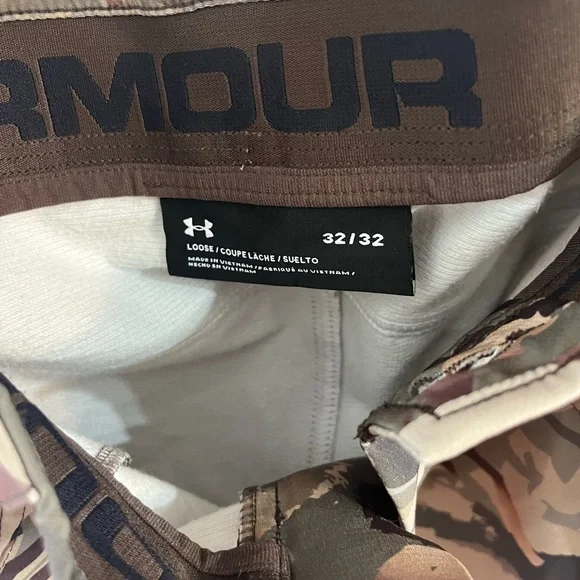 RMOUR
32/32
LOOSE / COUPE LÂCHE / SUELTO
MADE IN VIETNAM / FABRIQUÉ AU VIETNAM /
HECHO EN VIETNAM